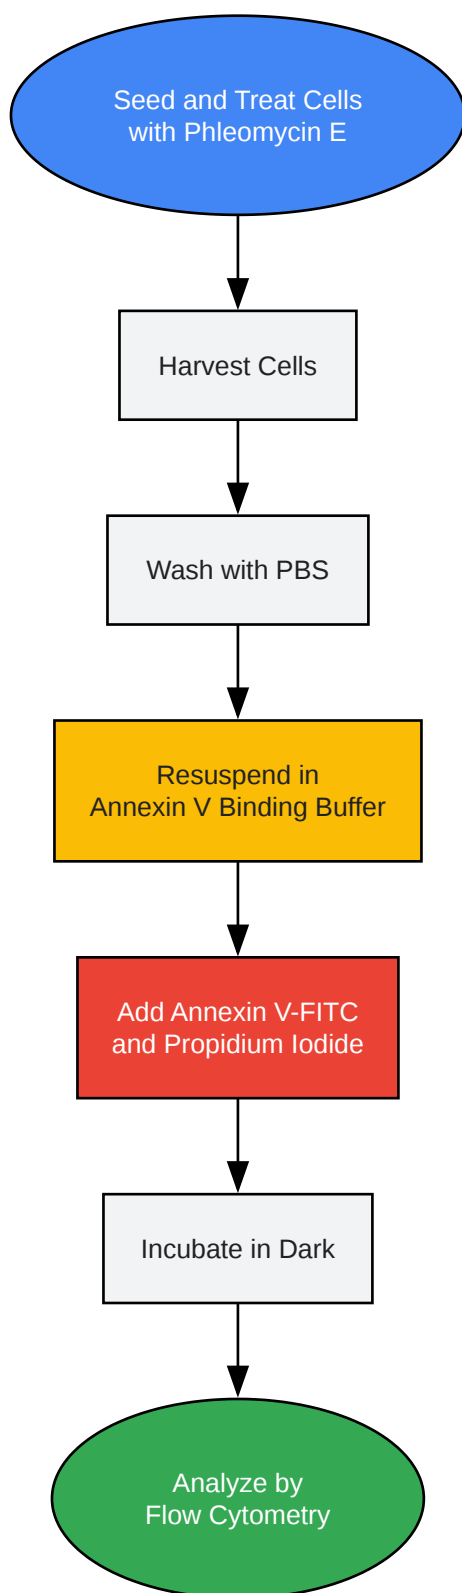 Seed and Treat Cells
with Phleomycin E
Harvest Cells
Wash with PBS
Resuspend in
Annexin V Binding Buffer
Add Annexin V-FITC
and Propidium Iodide
Incubate in Dark
Analyze by
Flow Cytometry